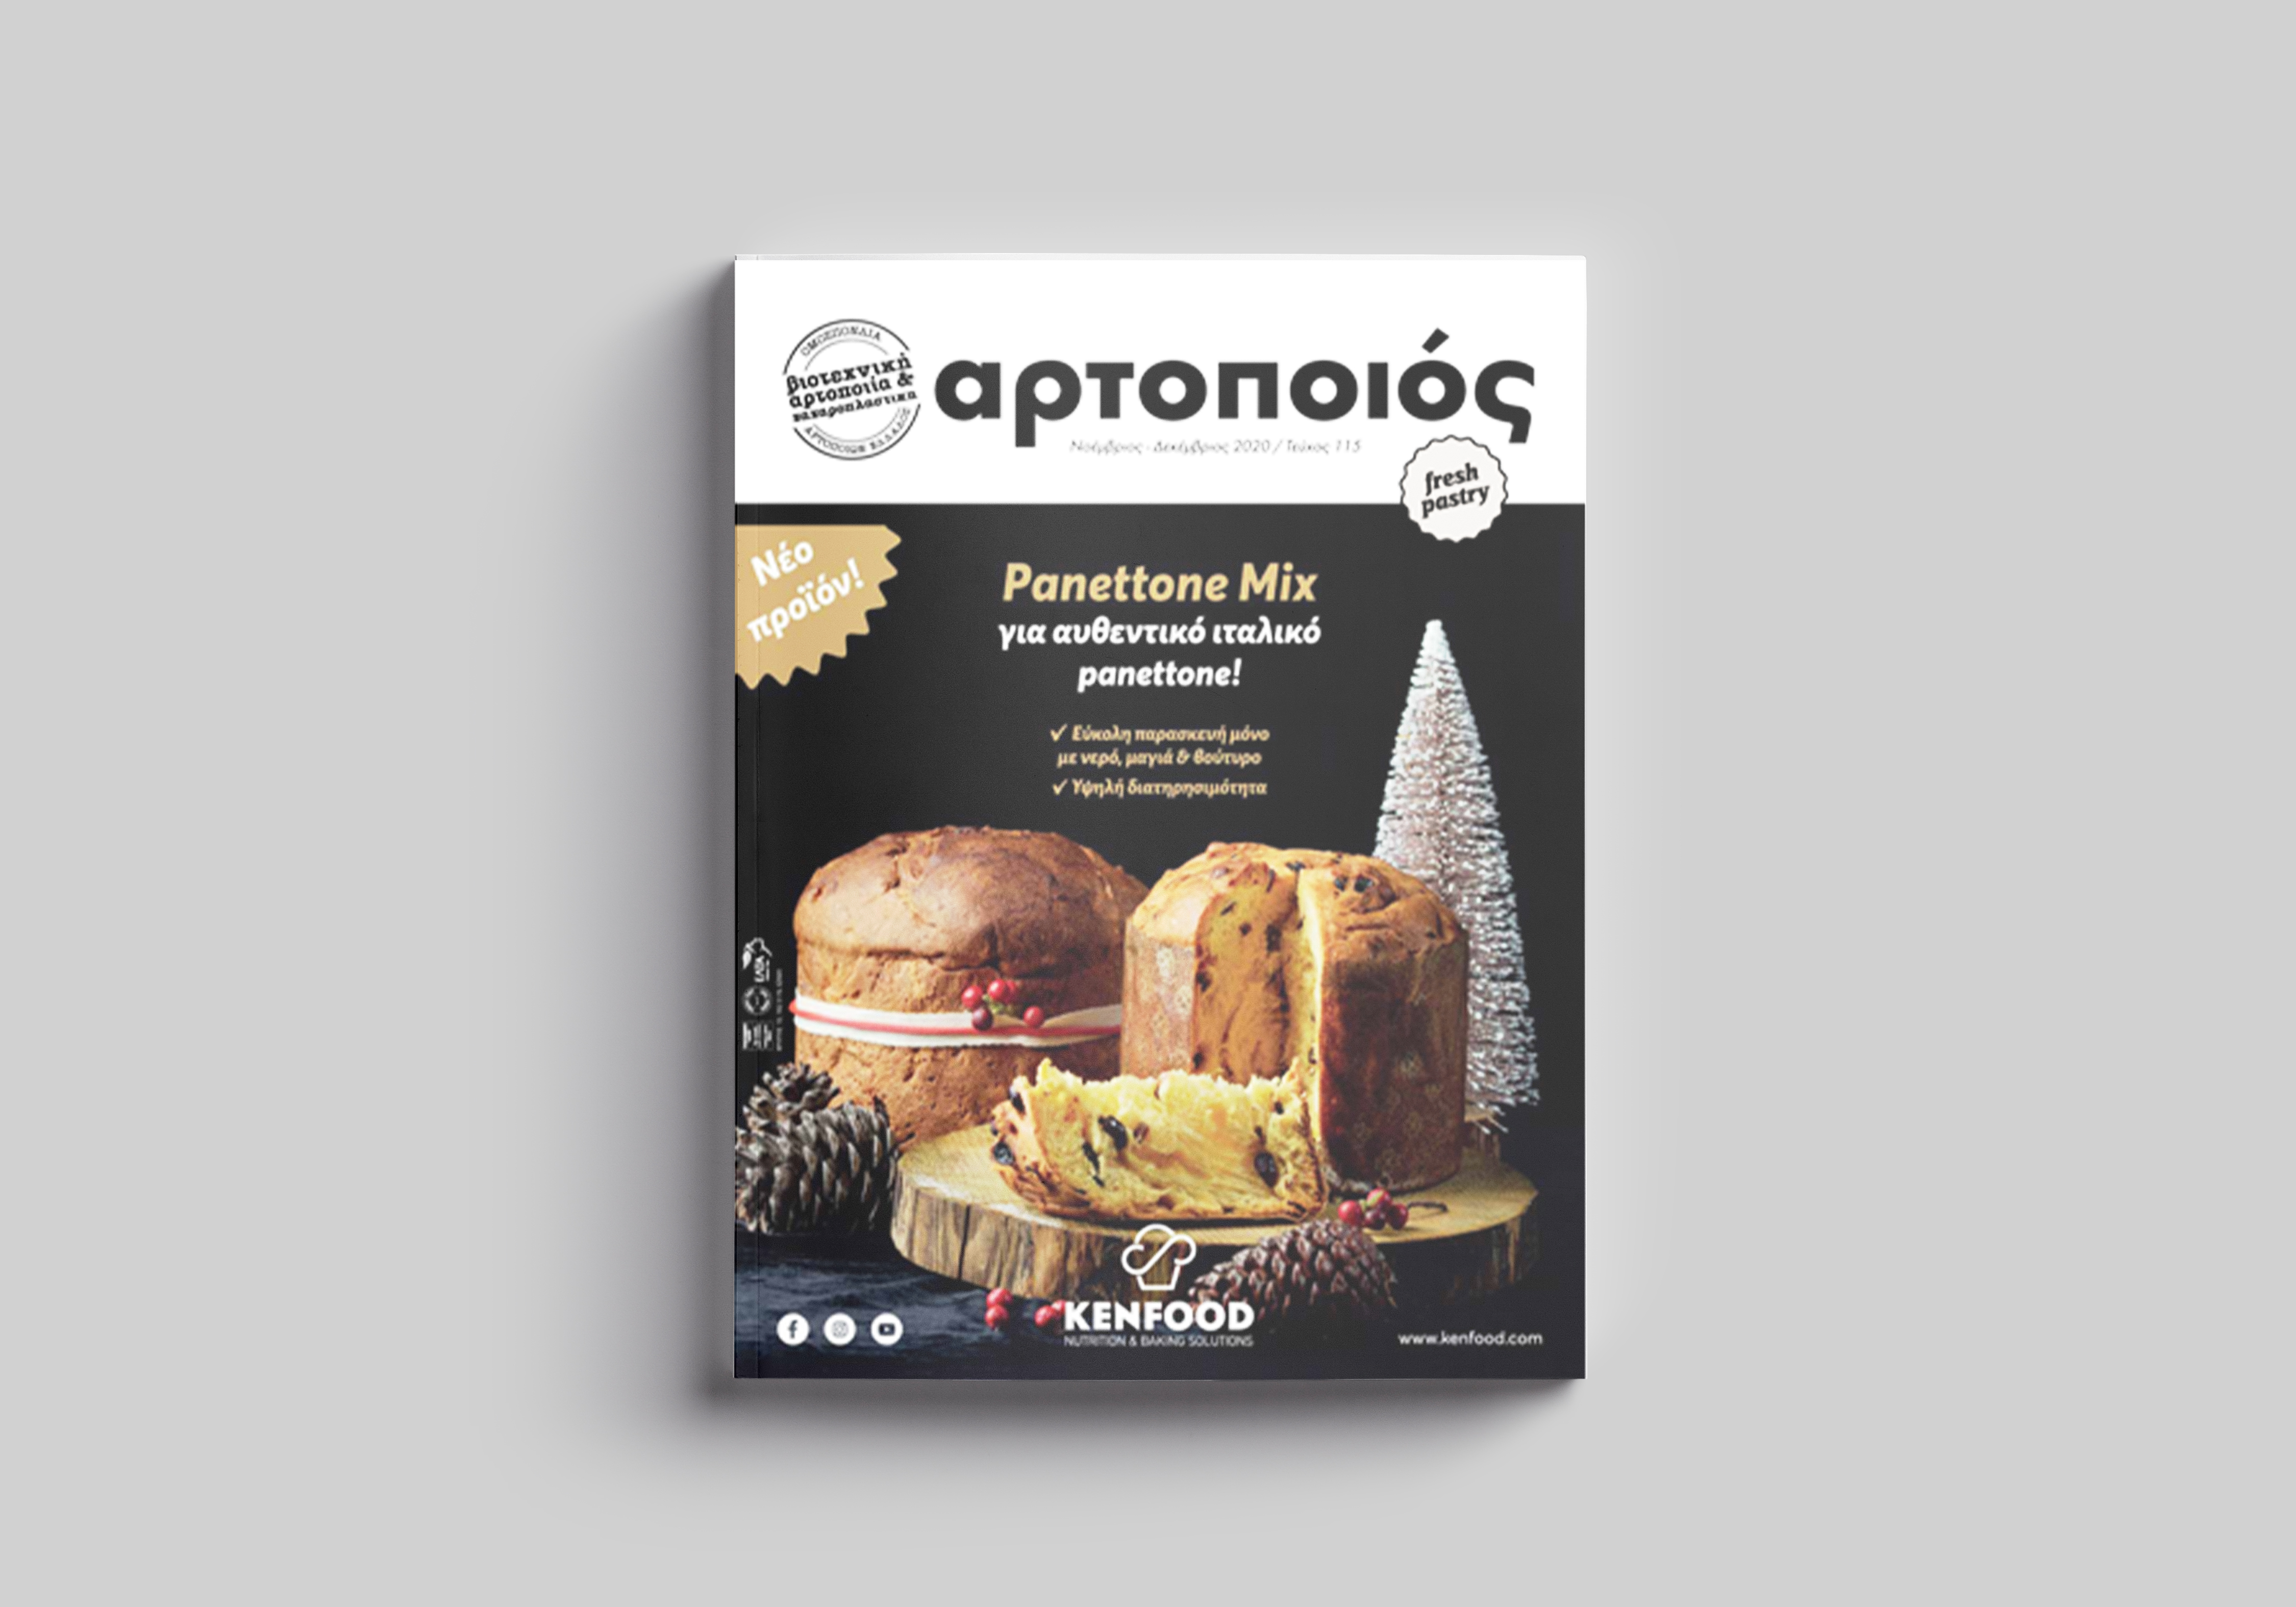 ΟΜΟΣΠΟΝΔΙΑ
βιοτεχνική
αρτοποιία &
ζαχαροπλαστική
ΑΡΤΟΠΟΙΩΝ ΕΛΛΑΔΟΣ
αρτοποιός
Νοέμβριος - Δεκέμβριος 2020 / Τεύχος 115
fresh
pastry
Νέο
προϊόν!
Panettone Mix
για αυθεντικό ιταλικό
panettone!
✓ Εύκολη παρασκευή μόνο
με νερό, μαγιά & βούτυρο
✓ Υψηλή διατηρησιμότητα
KENFOOD
NUTRITION & BAKING SOLUTIONS
www.kenfood.com